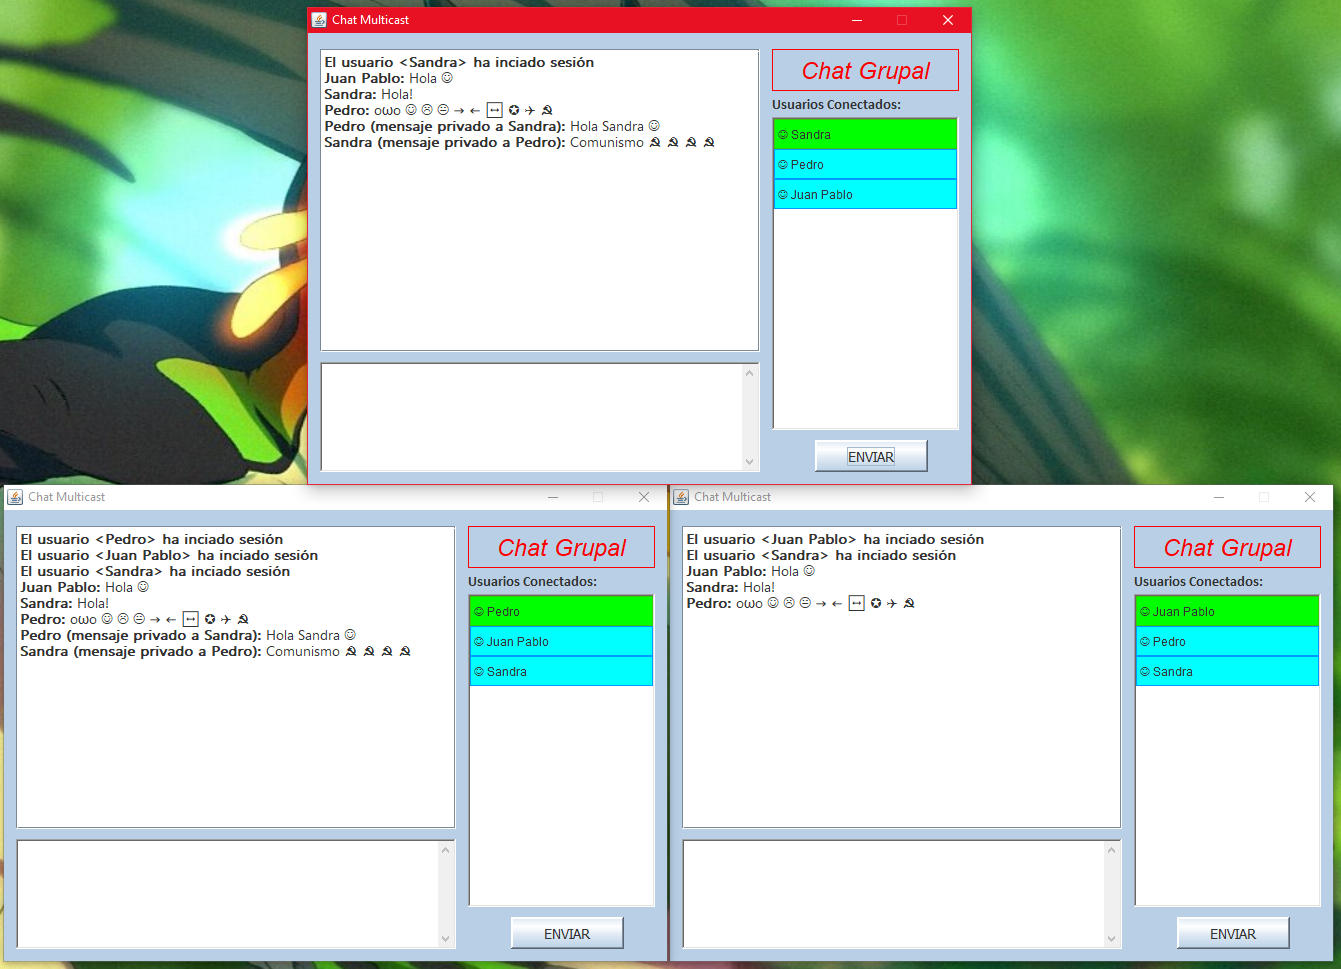 Chat Multicast
El usuario <Sandra> ha inciado sesión
Juan Pablo: Hola ☺
Sandra: Hola!
Pedro: oωo ☺ ☹ 😐 → ← ↔ ✪ ✈ ☭
Pedro (mensaje privado a Sandra): Hola Sandra ☺
Sandra (mensaje privado a Pedro): Comunismo ☭ ☭ ☭ ☭
Chat Grupal
Usuarios Conectados:
☺ Sandra
☺ Pedro
☺ Juan Pablo
ENVIAR
Chat Multicast
El usuario <Pedro> ha inciado sesión
El usuario <Juan Pablo> ha inciado sesión
El usuario <Sandra> ha inciado sesión
Juan Pablo: Hola ☺
Sandra: Hola!
Pedro: oωo ☺ ☹ 😐 → ← ↔ ✪ ✈ ☭
Pedro (mensaje privado a Sandra): Hola Sandra ☺
Sandra (mensaje privado a Pedro): Comunismo ☭ ☭ ☭ ☭
Chat Grupal
Usuarios Conectados:
☺ Pedro
☺ Juan Pablo
☺ Sandra
ENVIAR
Chat Multicast
El usuario <Juan Pablo> ha inciado sesión
El usuario <Sandra> ha inciado sesión
Juan Pablo: Hola ☺
Sandra: Hola!
Pedro: oωo ☺ ☹ 😐 → ← ↔ ✪ ✈ ☭
Chat Grupal
Usuarios Conectados:
☺ Juan Pablo
☺ Pedro
☺ Sandra
ENVIAR